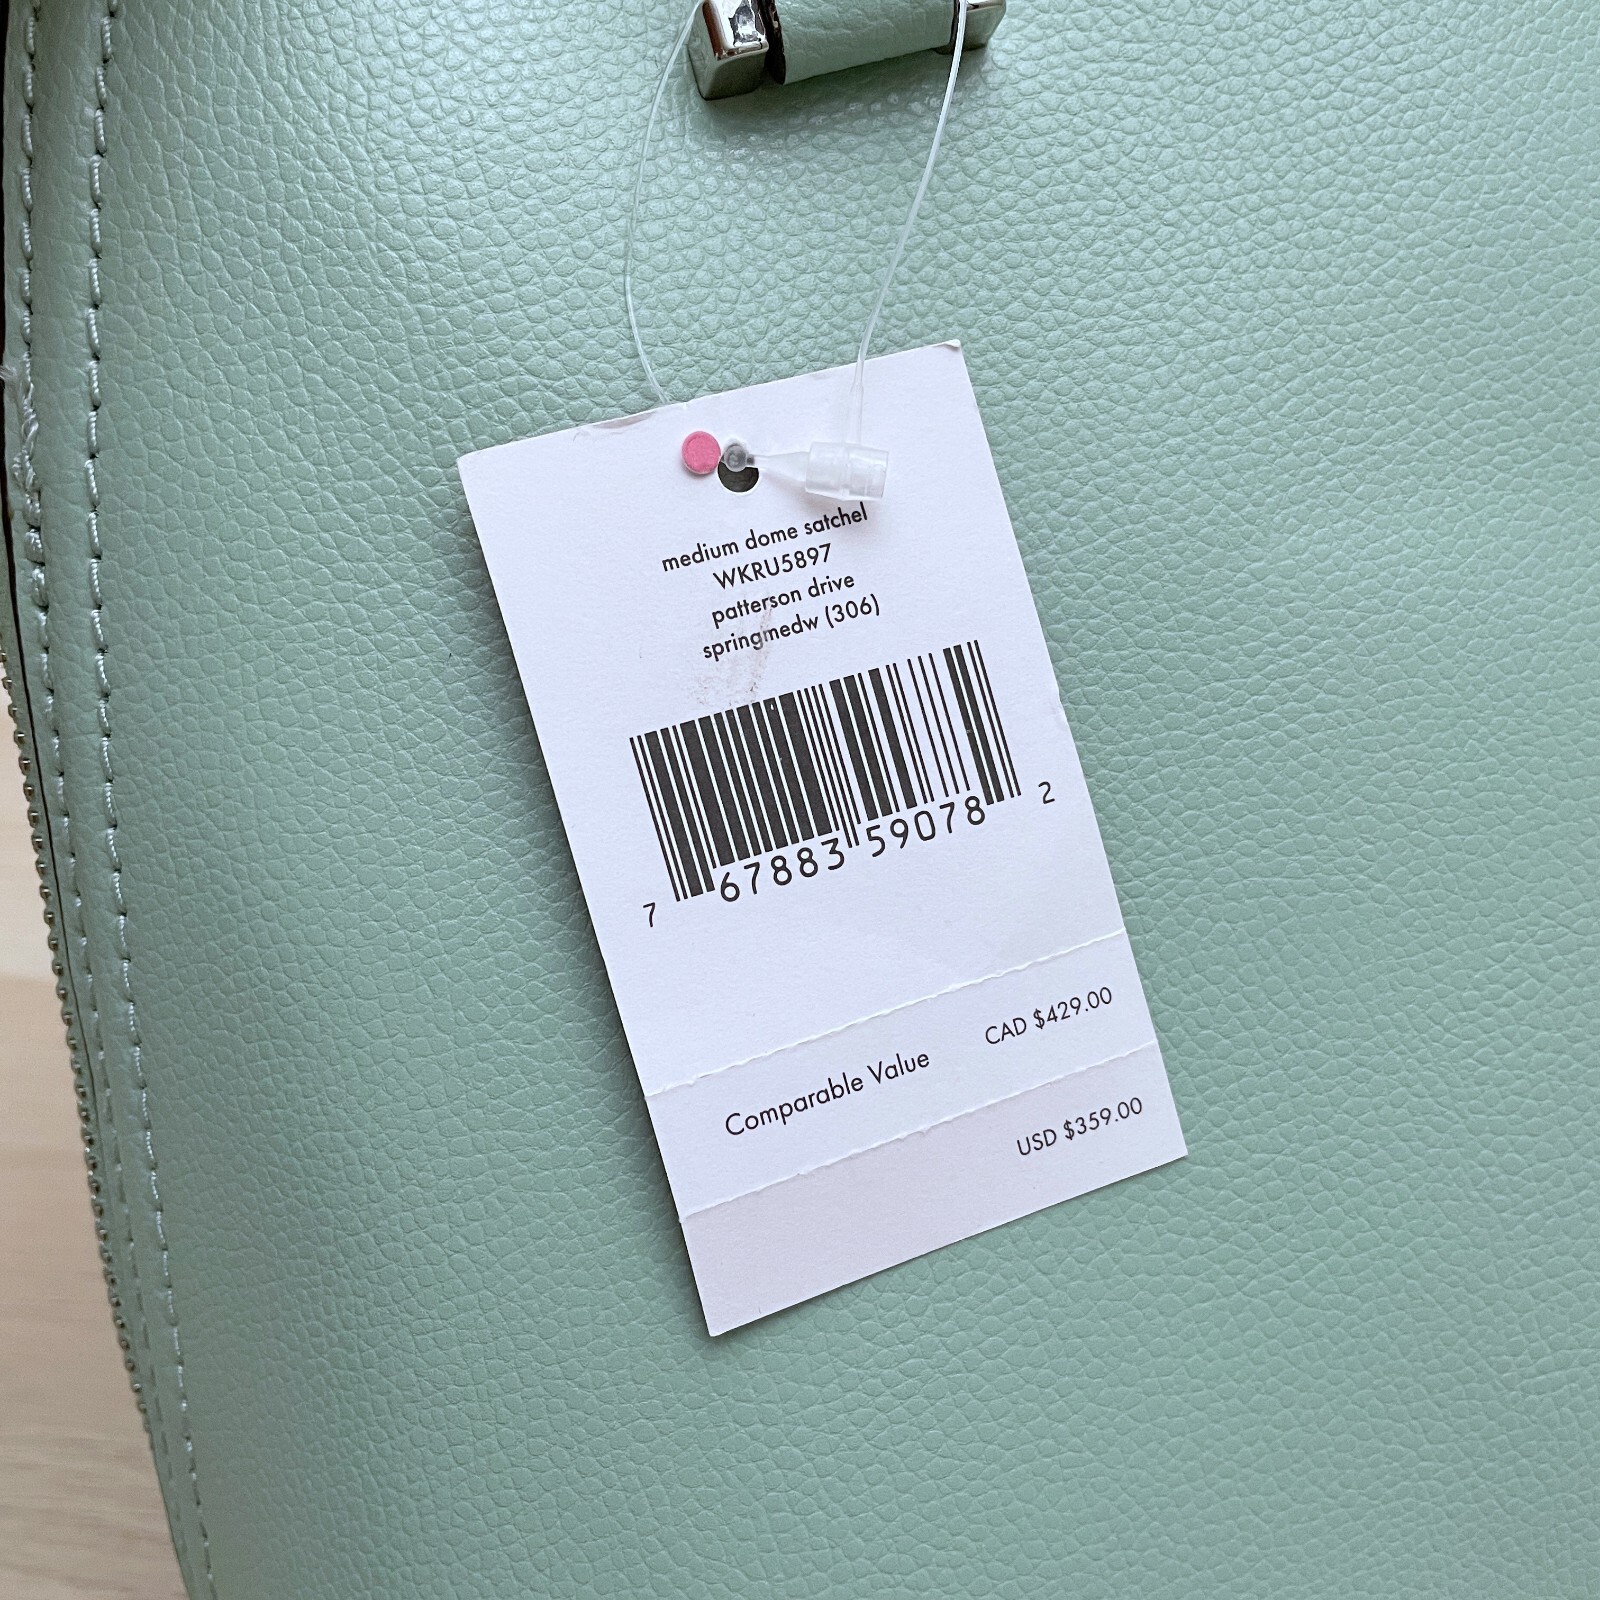 medium dome satchel
WKRU5897
patterson drive
springmedw (306)
7 67883 59078 2
Comparable Value CAD $429.00
USD $359.00